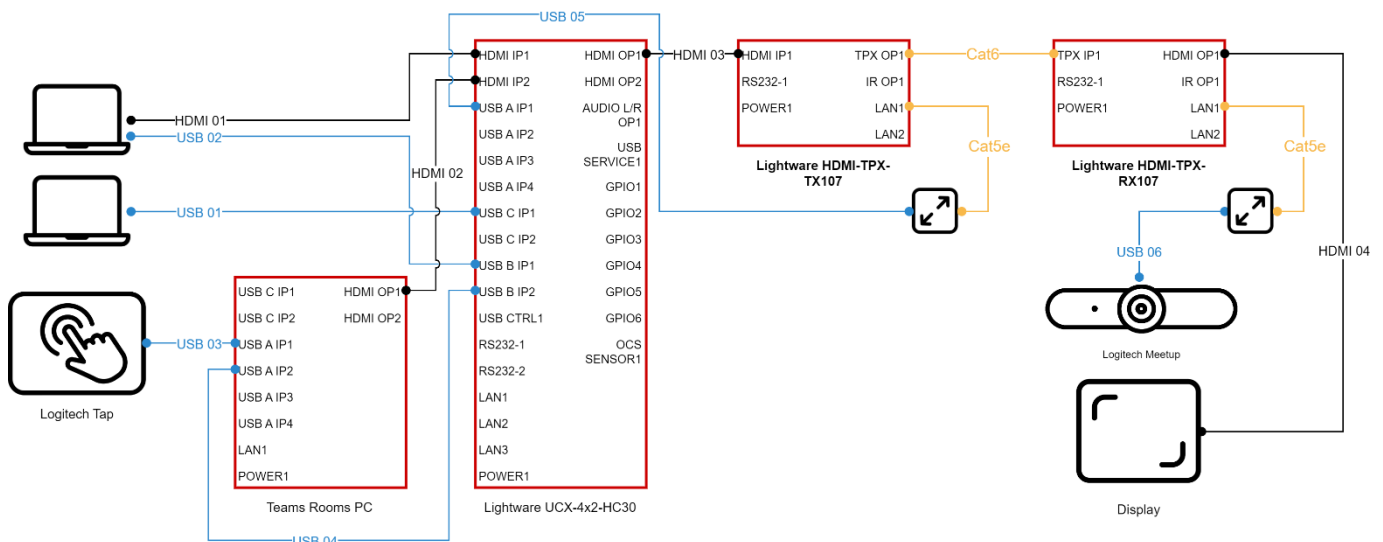 USB 05
HDMI 01
USB 02
USB 01
USB 03
Logitech Tap
USB C IP1
USB C IP2
USB A IP1
USB A IP2
USB A IP3
USB A IP4
LAN1
POWER1
HDMI OP1
HDMI OP2
Teams Rooms PC
USB 04
HDMI 02
HDMI IP1
HDMI IP2
USB A IP1
USB A IP2
USB A IP3
USB A IP4
USB C IP1
USB C IP2
USB B IP1
USB B IP2
USB CTRL1
RS232-1
RS232-2
LAN1
LAN2
LAN3
POWER1
HDMI OP1
HDMI OP2
AUDIO L/R
OP1
USB
SERVICE1
GPIO1
GPIO2
GPIO3
GPIO4
GPIO5
GPIO6
OCS
SENSOR1
Lightware UCX-4x2-HC30
HDMI 03
HDMI IP1
RS232-1
POWER1
TPX OP1
IR OP1
LAN1
LAN2
Lightware HDMI-TPX-
TX107
Cat6
Cat5e
TPX IP1
RS232-1
POWER1
HDMI OP1
IR OP1
LAN1
LAN2
Lightware HDMI-TPX-
RX107
Cat5e
USB 06
HDMI 04
Logitech Meetup
Display